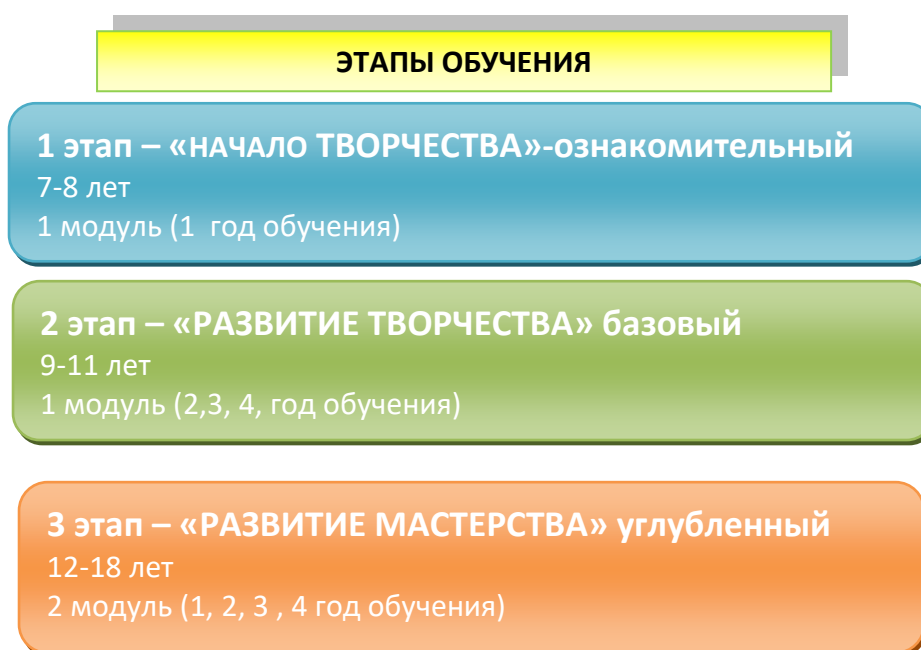 ЭТАПЫ ОБУЧЕНИЯ
1 этап – «НАЧАЛО ТВОРЧЕСТВА»-ознакомительный
7-8 лет
1 модуль (1 год обучения)
2 этап – «РАЗВИТИЕ ТВОРЧЕСТВА» базовый
9-11 лет
1 модуль (2,3, 4, год обучения)
3 этап – «РАЗВИТИЕ МАСТЕРСТВА» углубленный
12-18 лет
2 модуль (1, 2, 3 , 4 год обучения)